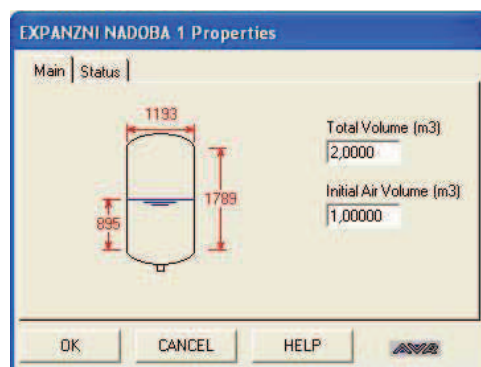 EXPANZNI NADOBA 1 Properties
Main Status
1193
Total Volume (m3)
2,0000
1789
Initial Air Volume (m3)
895
1,00000
OK CANCEL HELP